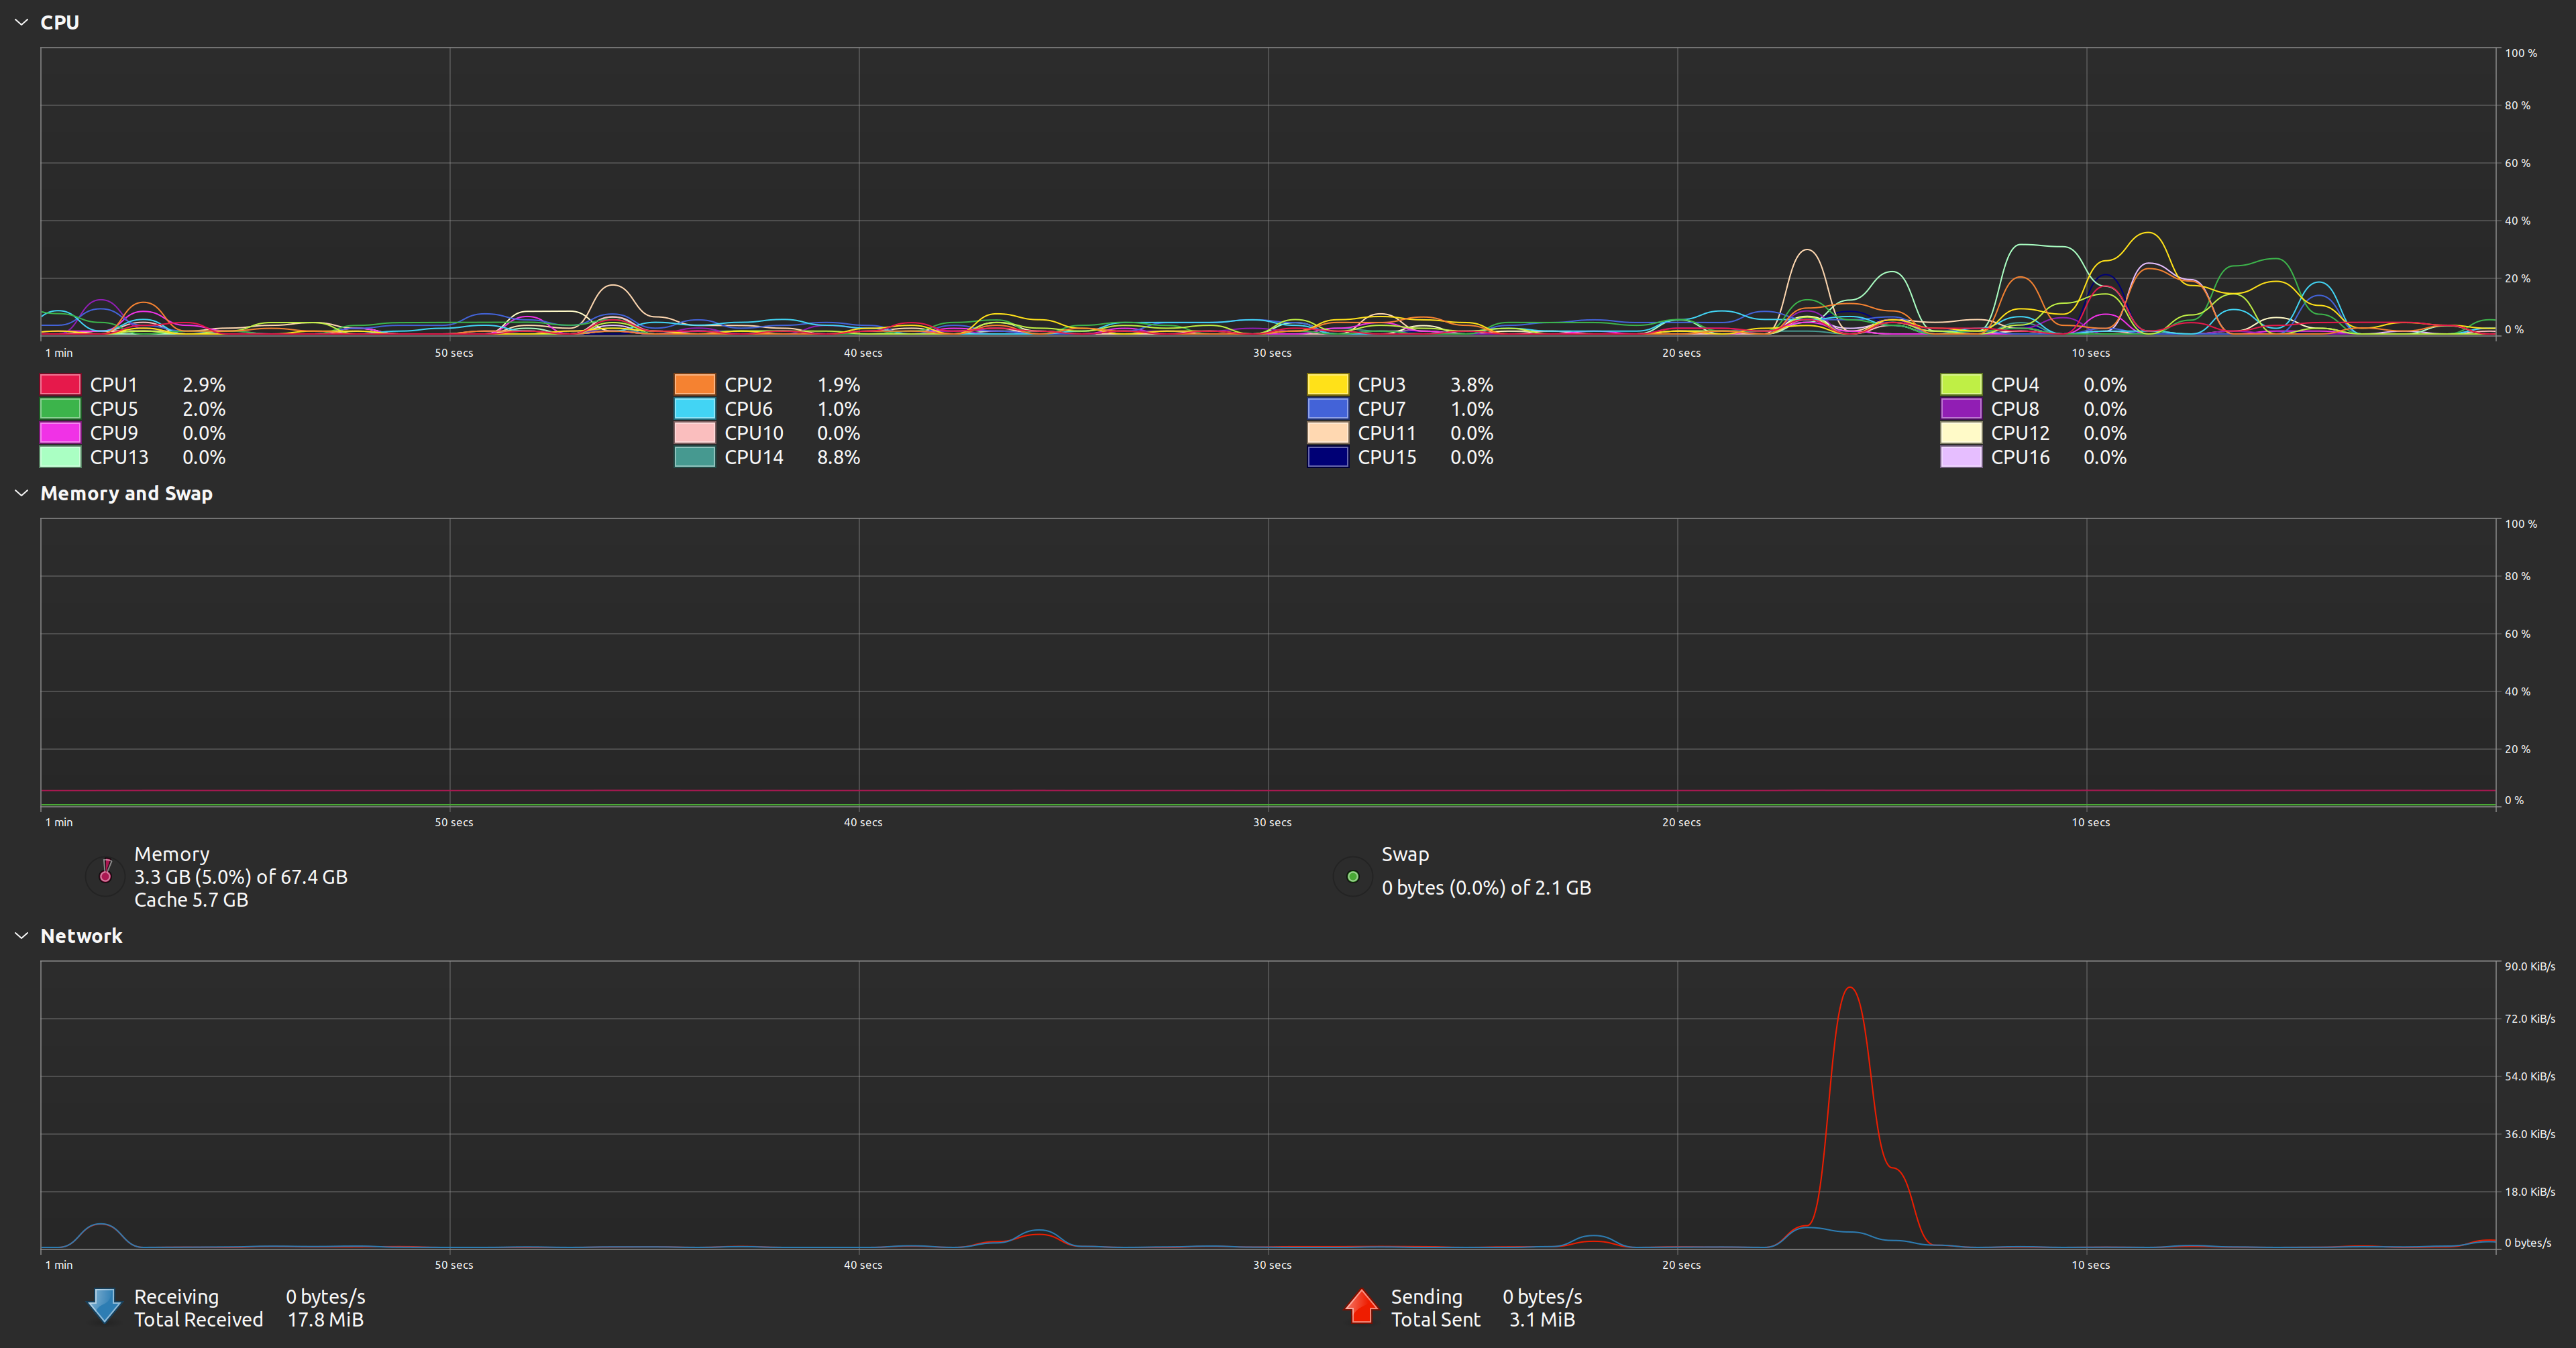 CPU
100 %
80 %
60 %
40 %
20 %
0 %
1 min 50 secs 40 secs 30 secs 20 secs 10 secs
CPU1 2.9% CPU2 1.9% CPU3 3.8% CPU4 0.0%
CPU5 2.0% CPU6 1.0% CPU7 1.0% CPU8 0.0%
CPU9 0.0% CPU10 0.0% CPU11 0.0% CPU12 0.0%
CPU13 0.0% CPU14 8.8% CPU15 0.0% CPU16 0.0%
Memory and Swap
100 %
80 %
60 %
40 %
20 %
0 %
1 min 50 secs 40 secs 30 secs 20 secs 10 secs
Memory
3.3 GB (5.0%) of 67.4 GB
Cache 5.7 GB
Swap
0 bytes (0.0%) of 2.1 GB
Network
90.0 KiB/s
72.0 KiB/s
54.0 KiB/s
36.0 KiB/s
18.0 KiB/s
0 bytes/s
1 min 50 secs 40 secs 30 secs 20 secs 10 secs
Receiving 0 bytes/s
Total Received 17.8 MiB
Sending 0 bytes/s
Total Sent 3.1 MiB